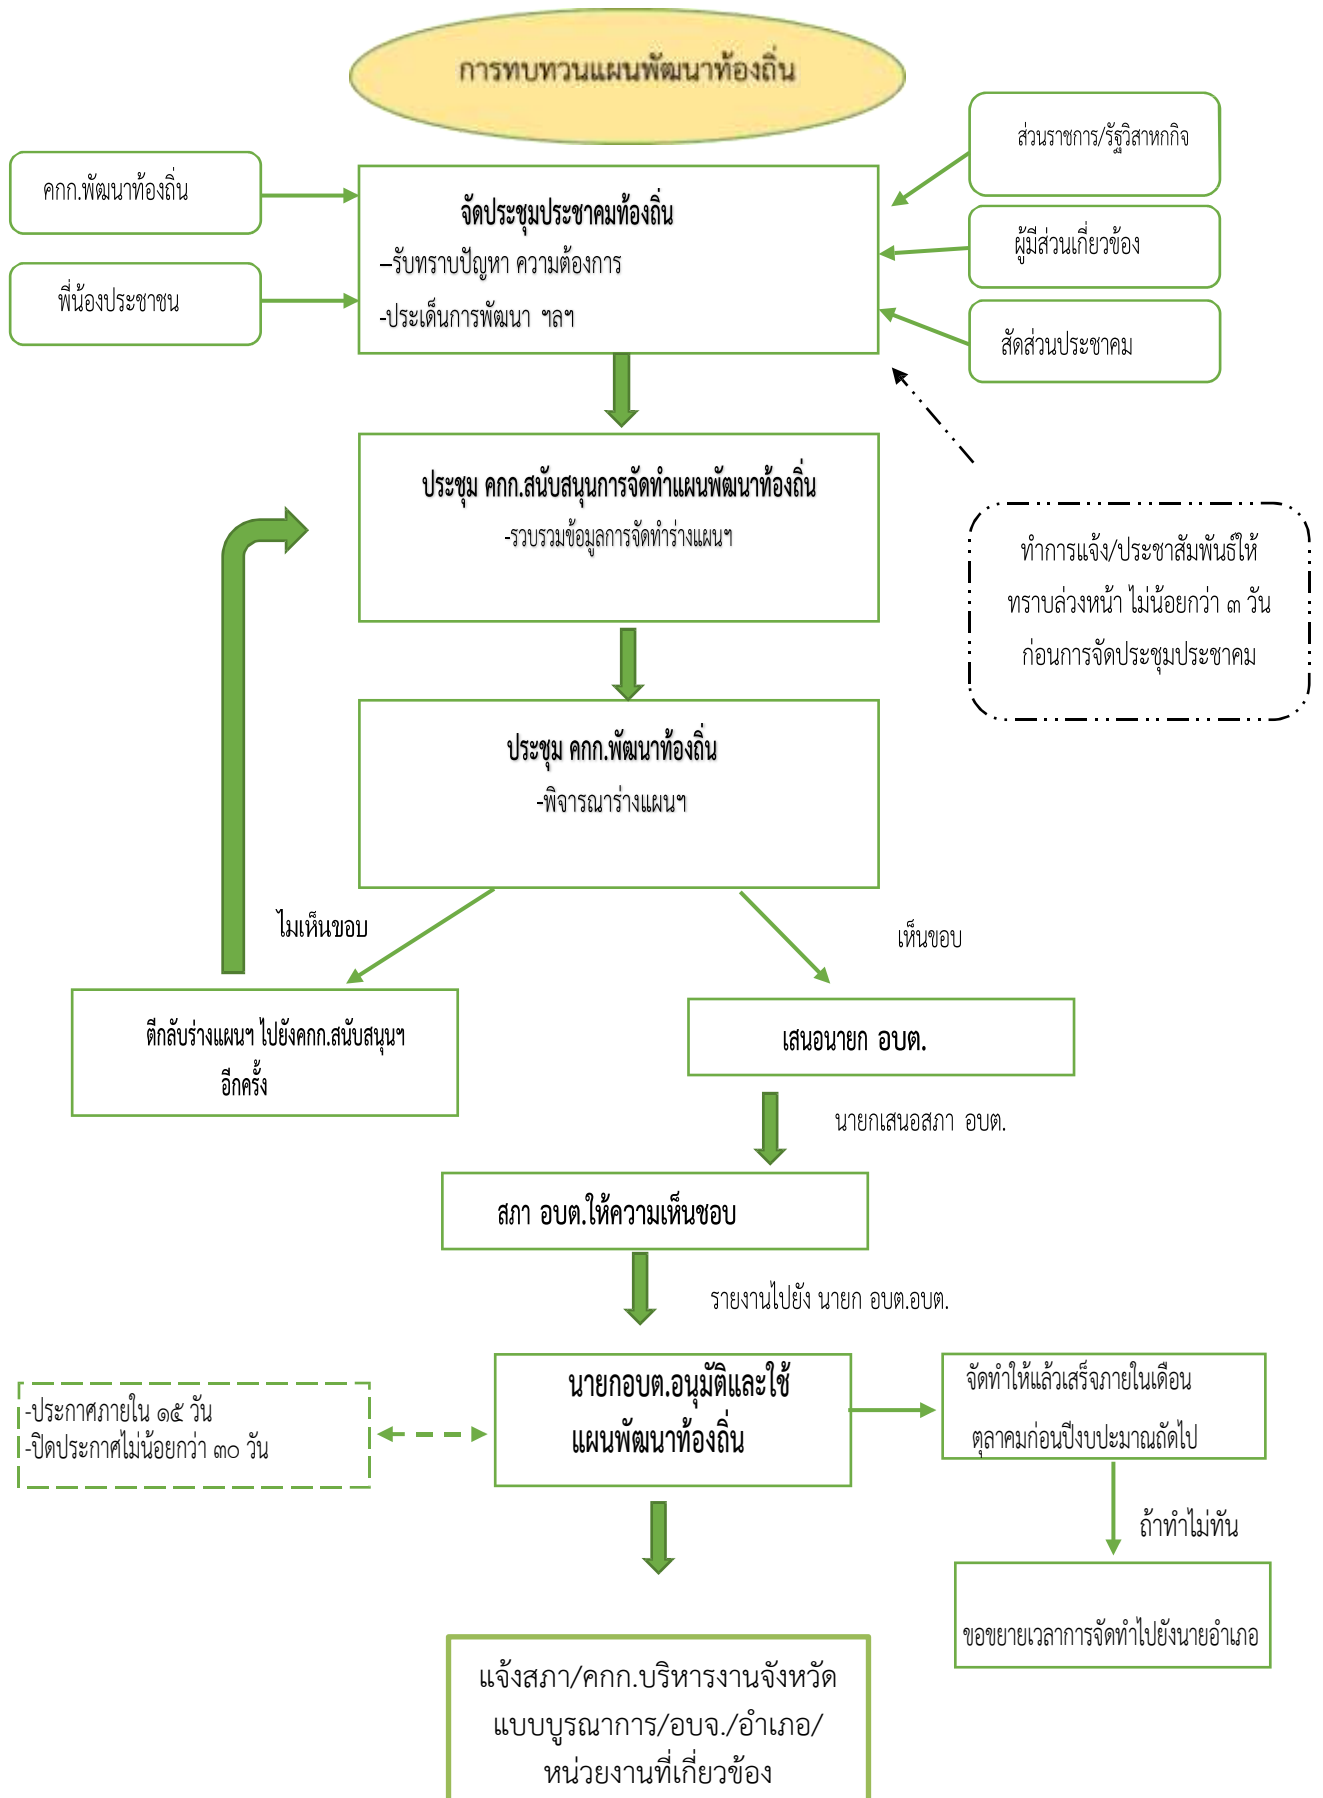 การทบทวนแผนพัฒนาท้องถิ่น
ส่วนราชการ/รัฐวิสาหกกิจ
คกก.พัฒนาท้องถิ่น
จัดประชุมประชาคมท้องถิ่น
–รับทราบปัญหา ความต้องการ
-ประเด็นการพัฒนา ฯลฯ
ผู้มีส่วนเกี่ยวข้อง
พี่น้องประชาชน
สัดส่วนประชาคม
ประชุม คกก.สนับสนุนการจัดทำแผนพัฒนาท้องถิ่น
-รวบรวมข้อมูลการจัดทำร่างแผนฯ
ทำการแจ้ง/ประชาสัมพันธ์ให้
ทราบล่วงหน้า ไม่น้อยกว่า ๓ วัน
ก่อนการจัดประชุมประชาคม
ประชุม คกก.พัฒนาท้องถิ่น
-พิจารณาร่างแผนฯ
ไมเห็นขอบ
เห็นขอบ
ตีกลับร่างแผนฯ ไปยังคกก.สนับสนุนฯ
อีกครั้ง
เสนอนายก อบต.
นายกเสนอสภา อบต.
สภา อบต.ให้ความเห็นชอบ
รายงานไปยัง นายก อบต.อบต.
นายกอบต.อนุมัติและใช้
แผนพัฒนาท้องถิ่น
จัดทำให้แล้วเสร็จภายในเดือน
ตุลาคมก่อนปีงบปะมาณถัดไป
-ประกาศภายใน ๑๕ วัน
-ปิดประกาศไม่น้อยกว่า ๓๐ วัน
ถ้าทำไม่ทัน
ขอขยายเวลาการจัดทำไปยังนายอำเภอ
แจ้งสภา/คกก.บริหารงานจังหวัด
แบบบูรณาการ/อบจ./อำเภอ/
หน่วยงานที่เกี่ยวข้อง